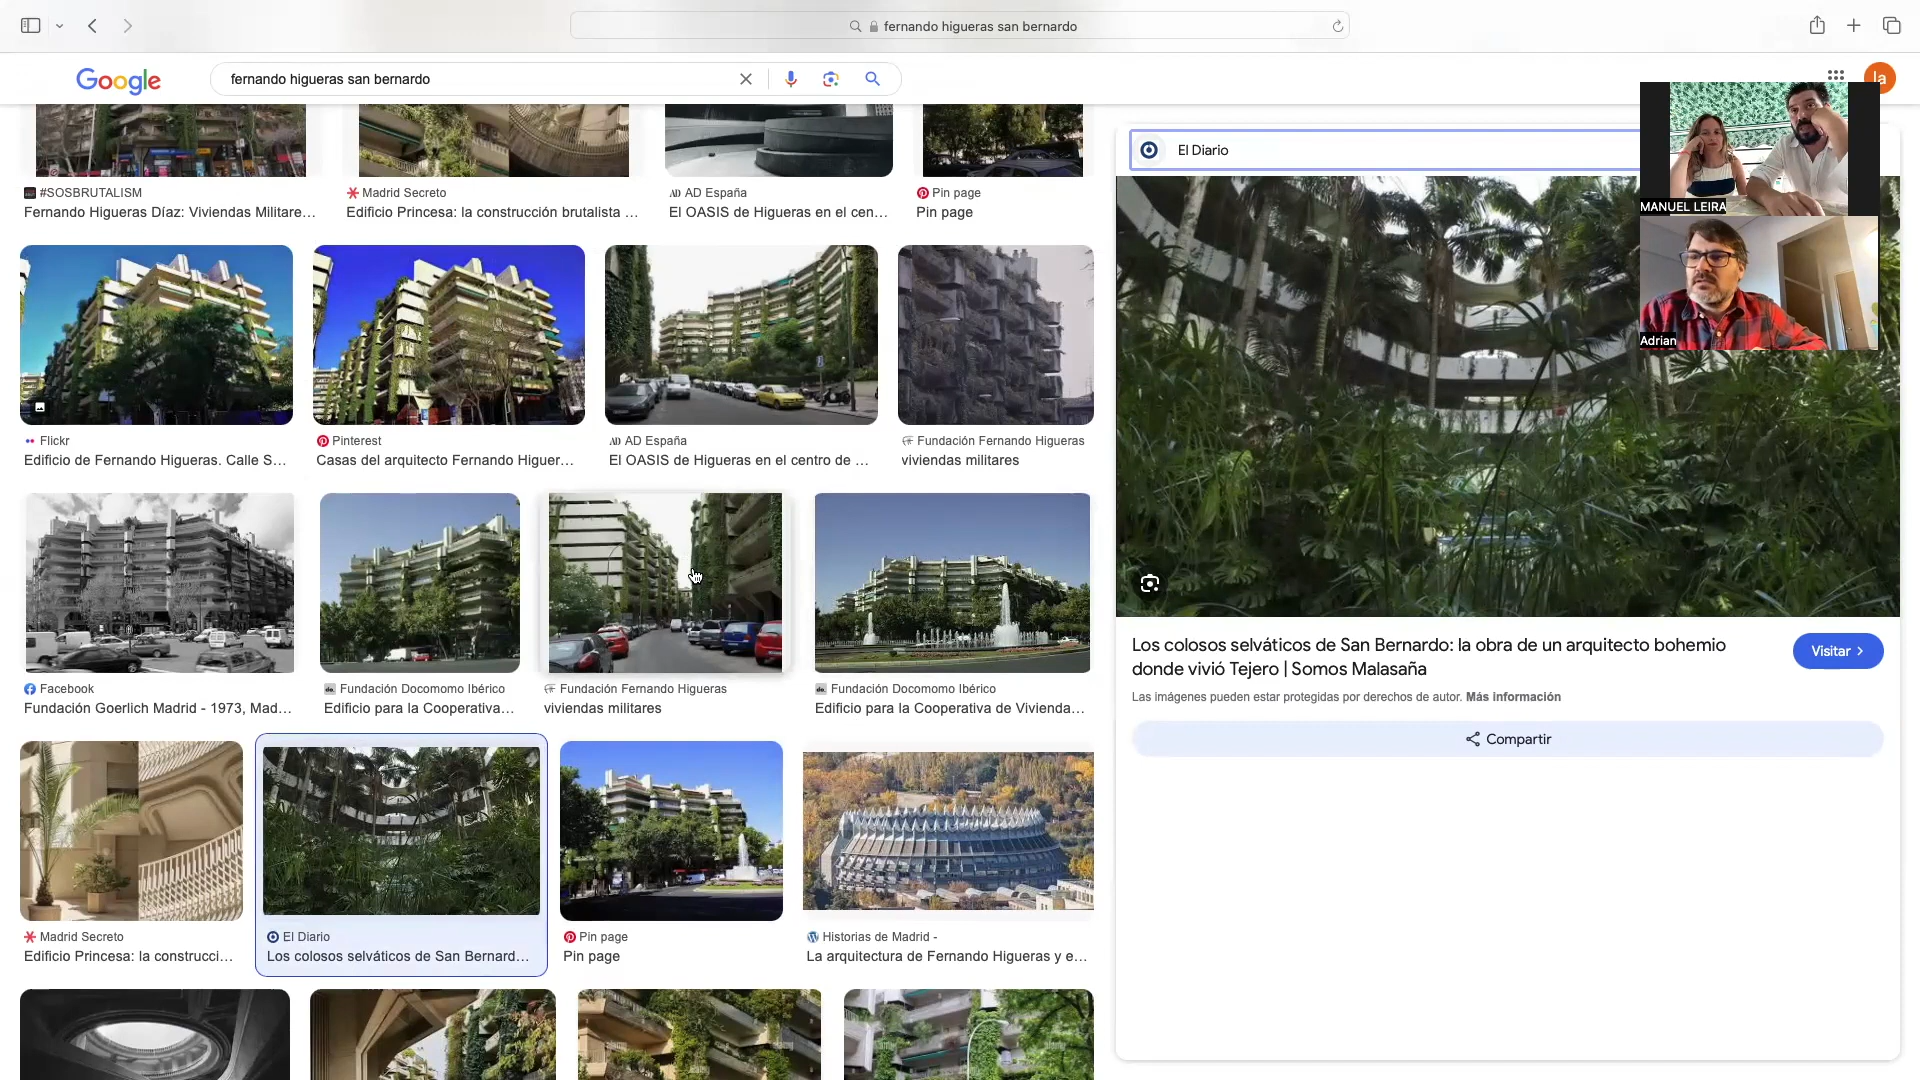 fernando higueras san bernardo
Google
fernando higueras san bernardo
la
#SOSBRUTALISM
Fernando Higueras Díaz: Viviendas Militare...
Madrid Secreto
Edificio Princesa: la construcción brutalista ...
AD AD España
El OASIS de Higueras en el cen...
Pin page
Pin page
El Diario
MANUEL LEIRA
Adrian
Flickr
Edificio de Fernando Higueras. Calle S...
Pinterest
Casas del arquitecto Fernando Higuer...
AD AD España
El OASIS de Higueras en el centro de ...
Fundación Fernando Higueras
viviendas militares
Facebook
Fundación Goerlich Madrid - 1973, Mad...
Fundación Docomomo Ibérico
Edificio para la Cooperativa...
Fundación Fernando Higueras
viviendas militares
Fundación Docomomo Ibérico
Edificio para la Cooperativa de Vivienda...
Los colosos selváticos de San Bernardo: la obra de un arquitecto bohemio
donde vivió Tejero | Somos Malasaña
Visitar
Las imágenes pueden estar protegidas por derechos de autor. Más información
Compartir
Madrid Secreto
Edificio Princesa: la construcci...
El Diario
Los colosos selváticos de San Bernard...
Pin page
Pin page
Historias de Madrid -
La arquitectura de Fernando Higueras y e...